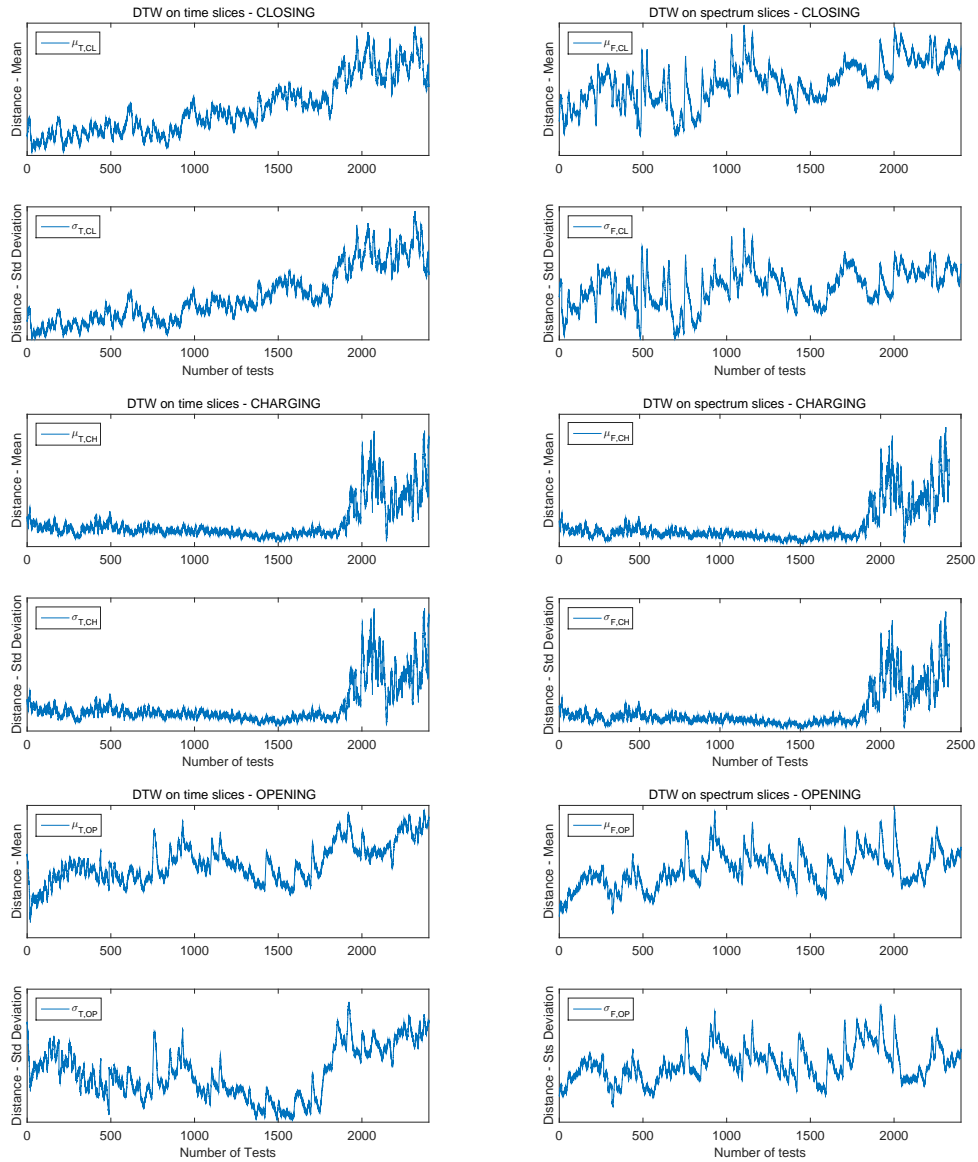 DTW on time slices - CLOSING
Distance - Mean
μT,CL
0 500 1000 1500 2000
Distance - Std Deviation
σT,CL
0 500 1000 1500 2000
Number of tests
DTW on spectrum slices - CLOSING
Distance - Mean
μF,CL
0 500 1000 1500 2000
Distance - Std Deviation
σF,CL
0 500 1000 1500 2000
Number of tests
DTW on time slices - CHARGING
Distance - Mean
μT,CH
0 500 1000 1500 2000
Distance - Std Deviation
σT,CH
0 500 1000 1500 2000
Number of tests
DTW on spectrum slices - CHARGING
Distance - Mean
μF,CH
0 500 1000 1500 2000 2500
Distance - Std Deviation
σF,CH
0 500 1000 1500 2000 2500
Number of Tests
DTW on time slices - OPENING
Distance - Mean
μT,OP
0 500 1000 1500 2000
Distance - Std Deviation
σT,OP
0 500 1000 1500 2000
Number of Tests
DTW on spectrum slices - OPENING
Distance - Mean
μF,OP
0 500 1000 1500 2000
Distance - Sts Deviation
σF,OP
0 500 1000 1500 2000
Number of tests